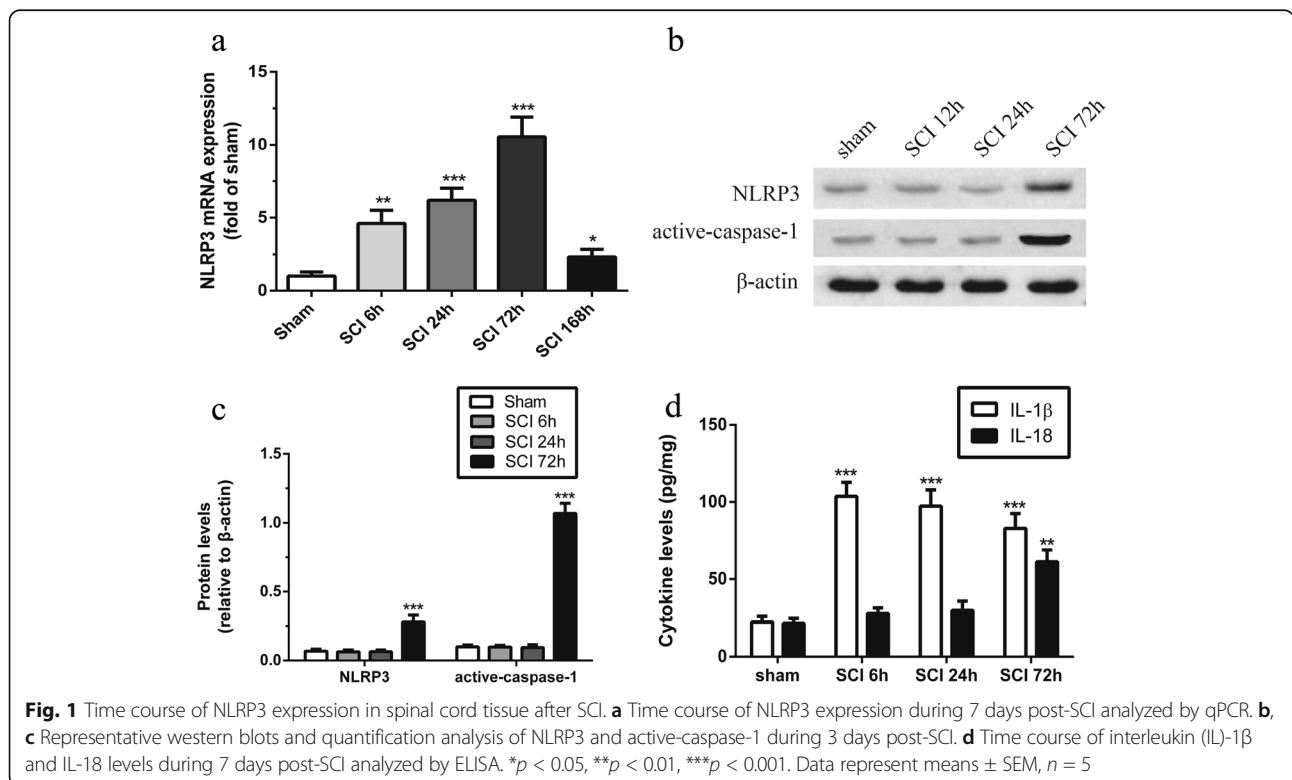 a
NLRP3 mRNA expression
(fold of sham)
15
10
5
0
**
***
***
*
Sham
SCI 6h
SCI 24h
SCI 72h
SCI 168h
b
sham
SCI 12h
SCI 24h
SCI 72h
NLRP3
active-caspase-1
β-actin
c
Sham
SCI 6h
SCI 24h
SCI 72h
Protein levels
(relative to β-actin)
1.5
1.0
0.5
0.0
***
***
NLRP3
active-caspase-1
d
IL-1β
IL-18
Cytokine levels (pg/mg)
150
100
50
0
***
***
***
**
sham
SCI 6h
SCI 24h
SCI 72h
Fig. 1 Time course of NLRP3 expression in spinal cord tissue after SCI. a Time course of NLRP3 expression during 7 days post-SCI analyzed by qPCR. b,
c Representative western blots and quantification analysis of NLRP3 and active-caspase-1 during 3 days post-SCI. d Time course of interleukin (IL)-1β
and IL-18 levels during 7 days post-SCI analyzed by ELISA. *p < 0.05, **p < 0.01, ***p < 0.001. Data represent means ± SEM, n = 5